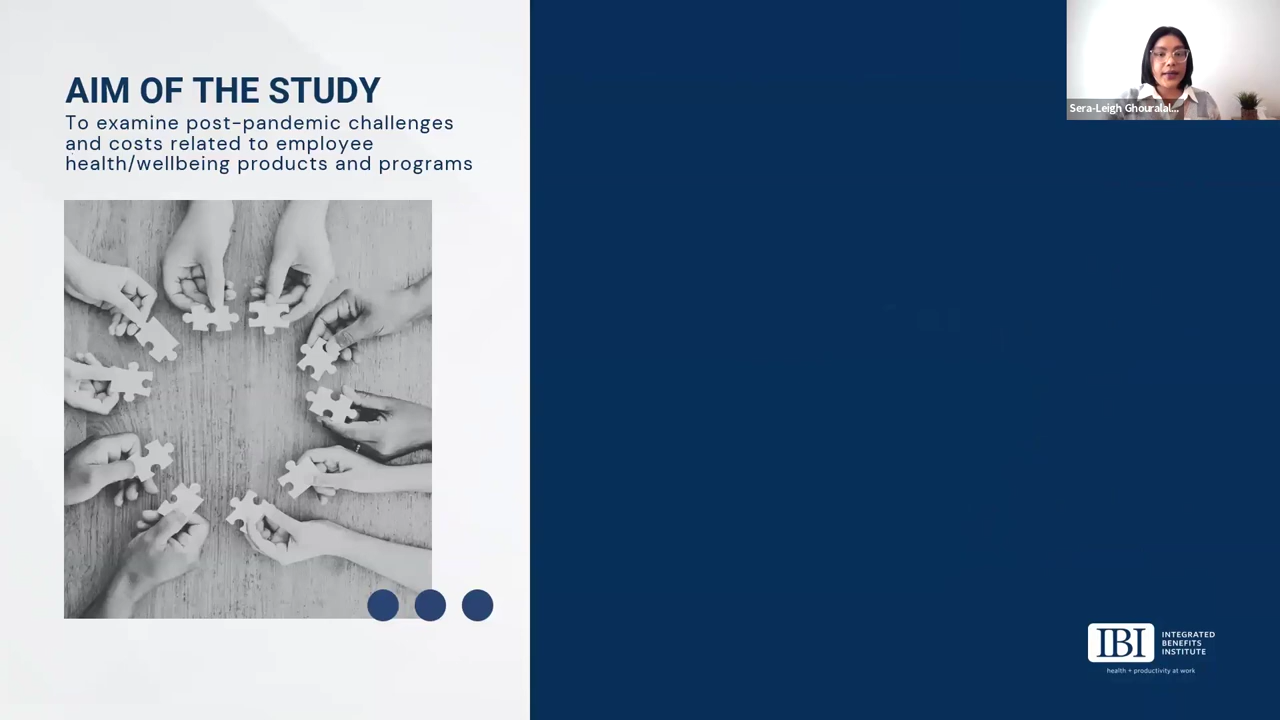 AIM OF THE STUDY
To examine post-pandemic challenges
and costs related to employee
health/wellbeing products and programs
Sera-Leigh Ghouralal...
IBI
INTEGRATED
BENEFITS
INSTITUTE
health + productivity at work